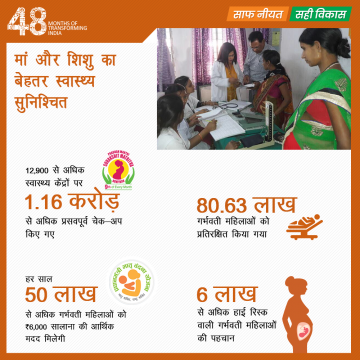 48 MONTHS OF
TRANSFORMING
INDIA
साफ नीयत सही विकास
मां और शिशु का
बेहतर स्वास्थ्य
सुनिश्चित
12,900 से अधिक
स्वास्थ्य केंद्रों पर
1.16 करोड़
से अधिक प्रसवपूर्व चेक-अप
किए गए
80.63 लाख
गर्भवती महिलाओं को
प्रतिरक्षित किया गया
हर साल
50 लाख
से अधिक गर्भवती महिलाओं को
₹6,000 सालाना की आर्थिक
मदद मिलेगी
6 लाख
से अधिक हाई रिस्क
वाली गर्भवती महिलाओं
की पहचान